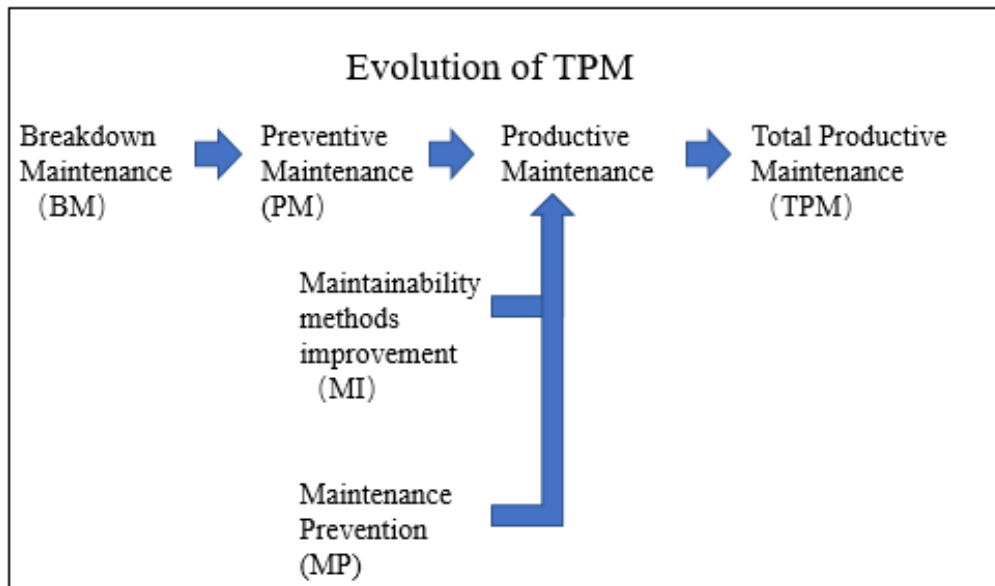 Evolution of TPM
Breakdown
Maintenance
（BM）
Preventive
Maintenance
(PM）
Productive
Maintenance
Total Productive
Maintenance
（TPM）
Maintainability
methods
improvement
（MI）
Maintenance
Prevention
(MP)